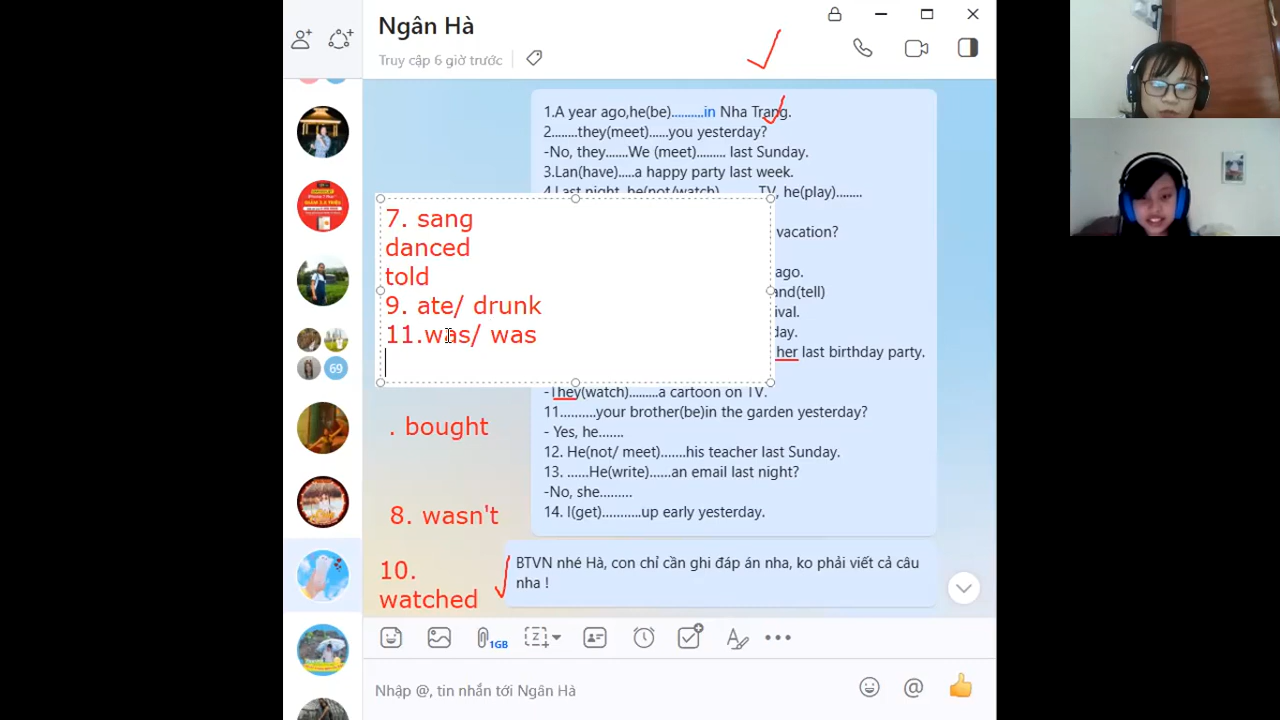 Ngân Hà
Truy cập 6 giờ trước
1.A year ago,he(be)..........in Nha Trang.
2........they(meet)......you yesterday?
-No, they.......We (meet)......... last Sunday.
3.Lan(have).....a happy party last week.
4.Last night, he(not/watch)........TV, he(play)........
vacation?
ago.
and(tell)
ival.
day.
her last birthday party.
7. sang
danced
told
9. ate/ drunk
11.was/ was
-They(watch).........a cartoon on TV.
11..........your brother(be)in the garden yesterday?
- Yes, he.......
12. He(not/ meet).......his teacher last Sunday.
13. ......He(write)......an email last night?
-No, she.........
14. I(get)...........up early yesterday.
. bought
8. wasn't
10.
watched
69
BTVN nhé Hà, con chỉ cần ghi đáp án nha, ko phải viết cả câu
nha !
1GB
Nhập @, tin nhắn tới Ngân Hà